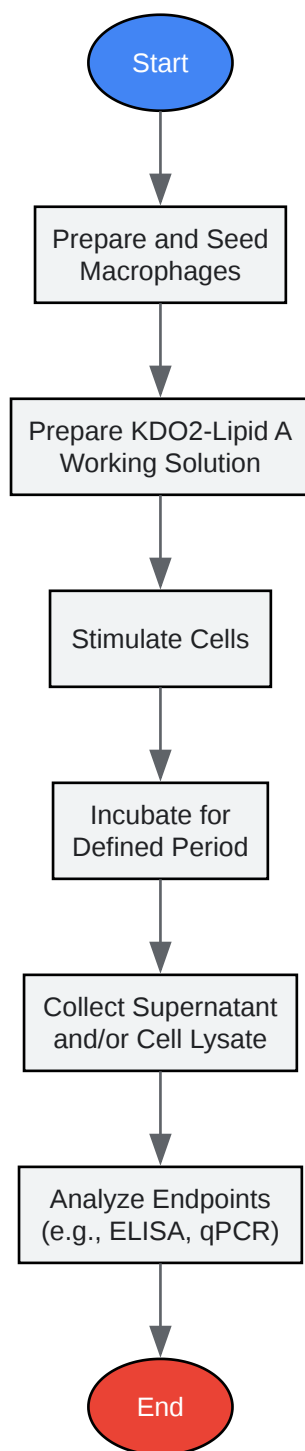 Start
Prepare and Seed
Macrophages
Prepare KDO2-Lipid A
Working Solution
Stimulate Cells
Incubate for
Defined Period
Collect Supernatant
and/or Cell Lysate
Analyze Endpoints
(e.g., ELISA, qPCR)
End